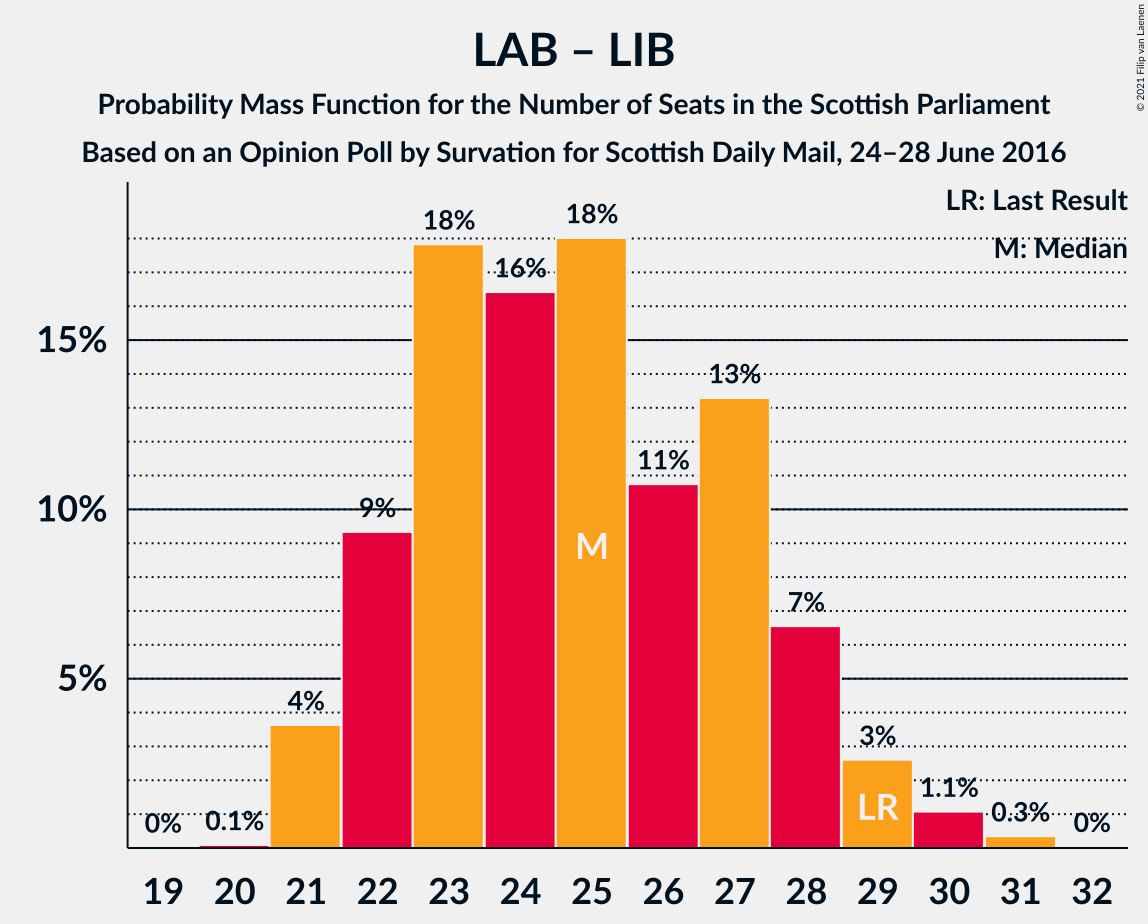 LAB – LIB
Probability Mass Function for the Number of Seats in the Scottish Parliament
Based on an Opinion Poll by Survation for Scottish Daily Mail, 24–28 June 2016
© 2021 Filip van Laenen
LR: Last Result
M: Median
15%
10%
5%
0%
0.1%
4%
9%
18%
16%
18%
11%
13%
7%
3%
1.1%
0.3%
0%
M
LR
19 20 21 22 23 24 25 26 27 28 29 30 31 32